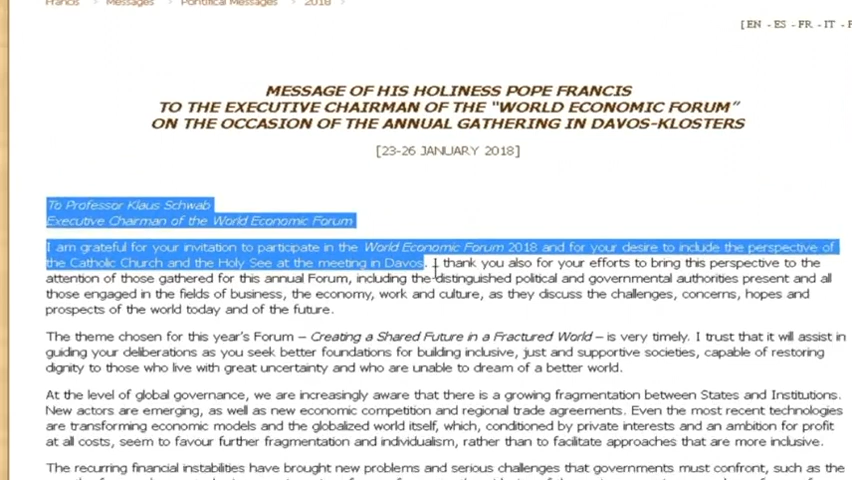 Francis > Messages > Pontifical Messages > 2018 >
[ EN - ES - FR - IT -
MESSAGE OF HIS HOLINESS POPE FRANCIS
TO THE EXECUTIVE CHAIRMAN OF THE "WORLD ECONOMIC FORUM"
ON THE OCCASION OF THE ANNUAL GATHERING IN DAVOS-KLOSTERS
[23-26 JANUARY 2018]
To Professor Klaus Schwab
Executive Chairman of the World Economic Forum
I am grateful for your invitation to participate in the World Economic Forum 2018 and for your desire to include the perspective of
the Catholic Church and the Holy See at the meeting in Davos. I thank you also for your efforts to bring this perspective to the
attention of those gathered for this annual Forum, including the distinguished political and governmental authorities present and all
those engaged in the fields of business, the economy, work and culture, as they discuss the challenges, concerns, hopes and
prospects of the world today and of the future.
The theme chosen for this year's Forum – Creating a Shared Future in a Fractured World – is very timely. I trust that it will assist in
guiding your deliberations as you seek better foundations for building inclusive, just and supportive societies, capable of restoring
dignity to those who live with great uncertainty and who are unable to dream of a better world.
At the level of global governance, we are increasingly aware that there is a growing fragmentation between States and Institutions.
New actors are emerging, as well as new economic competition and regional trade agreements. Even the most recent technologies
are transforming economic models and the globalized world itself, which, conditioned by private interests and an ambition for profit
at all costs, seem to favour further fragmentation and individualism, rather than to facilitate approaches that are more inclusive.
The recurring financial instabilities have brought new problems and serious challenges that governments must confront, such as the